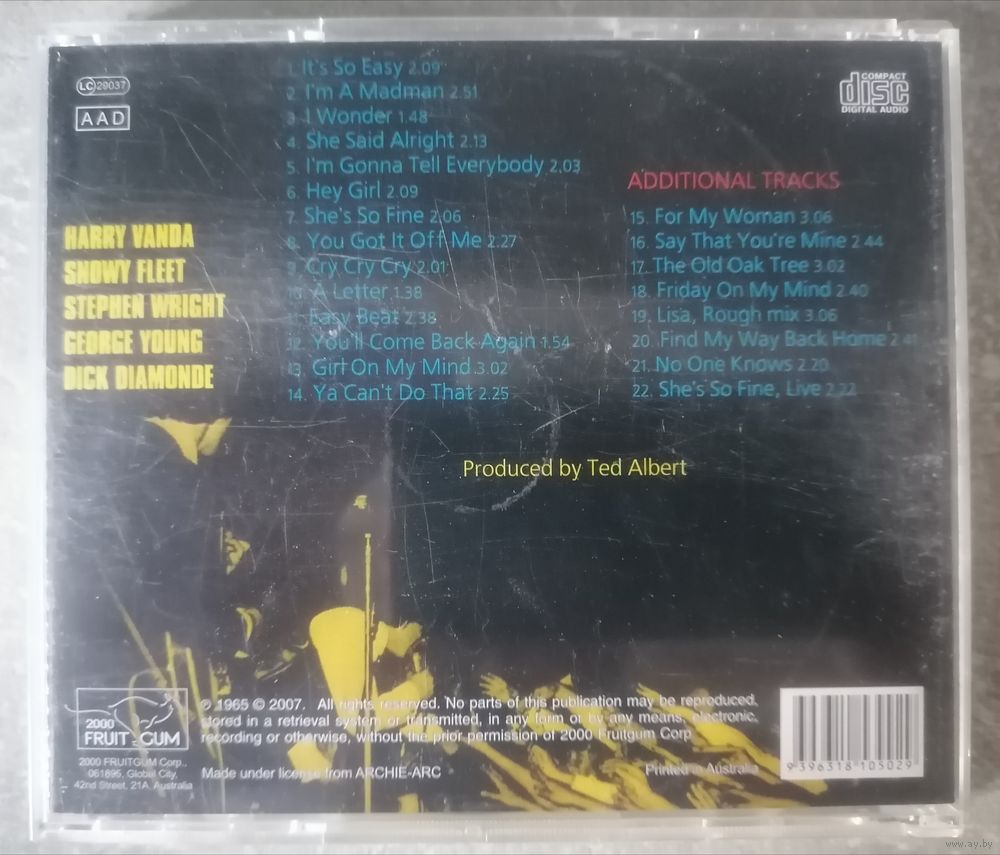 LC 29037
AAD
COMPACT
disc
DIGITAL AUDIO
1. It's So Easy 2.09
2. I'm A Madman 2.51
3. I Wonder 1.48
4. She Said Alright 2.13
5. I'm Gonna Tell Everybody 2.03
6. Hey Girl 2.09
7. She's So Fine 2.06
8. You Got It Off Me 2.27
9. Cry Cry Cry 2.01
10. A Letter 1.38
11. Easy Beat 2.38
12. You'll Come Back Again 1.54
13. Girl On My Mind 3.02
14. Ya Can't Do That 2.25
ADDITIONAL TRACKS
15. For My Woman 3.06
16. Say That You're Mine 2.44
17. The Old Oak Tree 3.02
18. Friday On My Mind 2.40
19. Lisa, Rough mix 3.06
20. Find My Way Back Home 2.41
21. No One Knows 2.20
22. She's So Fine, Live 2.22
HARRY VANDA
SNOWY FLEET
STEPHEN WRIGHT
GEORGE YOUNG
DICK DIAMONDE
Produced by Ted Albert
2000
FRUITGUM
2000 FRUITGUM Corp.,
061895, Global City,
42nd Street, 21A, Australia
℗ 1965 © 2007. All rights reserved. No parts of this publication may be reproduced,
stored in a retrieval system or transmitted, in any form or by any means, electronic,
recording or otherwise, without the prior permission of 2000 Fruitgum Corp
Made under license from ARCHIE-ARC
Printed in Australia
9 396318 105029
www.ay.by